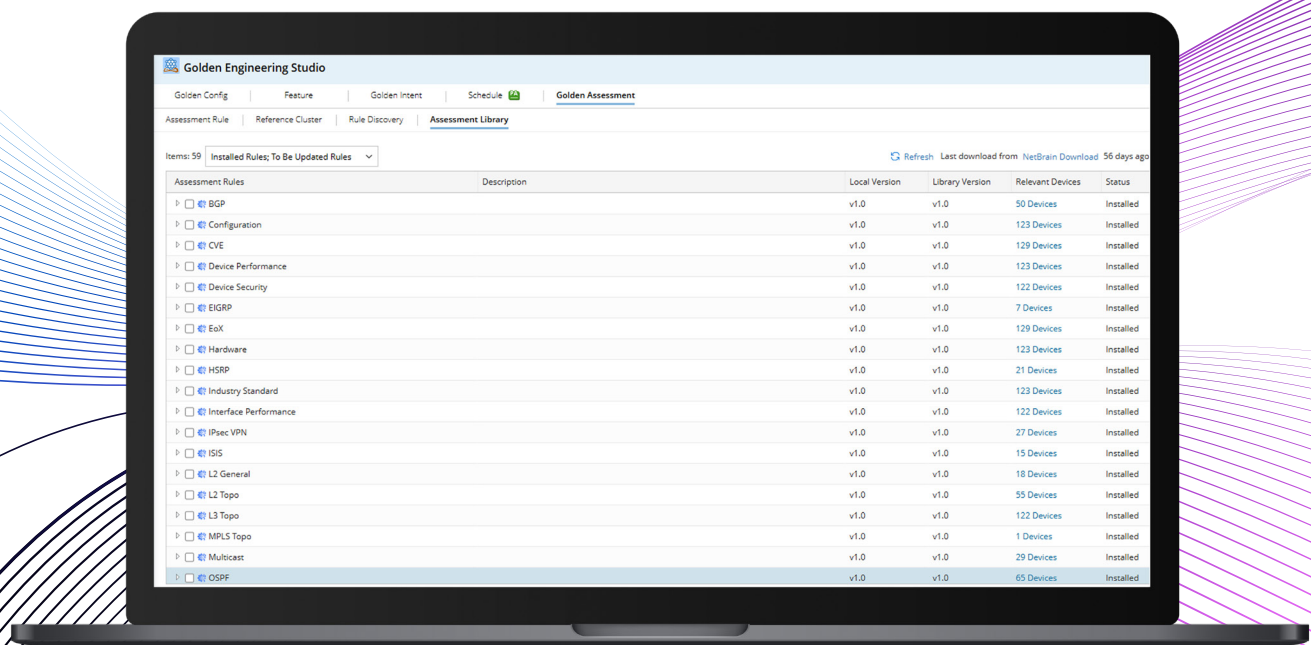 Golden Engineering Studio
Golden Config Feature Golden Intent Schedule PA Golden Assessment
Assessment Rule Reference Cluster Rule Discovery Assessment Library
Items: 59 Installed Rules; To Be Updated Rules Refresh Last download from NetBrain Download 56 days ago
Assessment Rules Description Local Version Library Version Relevant Devices Status
BGP v1.0 v1.0 50 Devices Installed
Configuration v1.0 v1.0 123 Devices Installed
CVE v1.0 v1.0 129 Devices Installed
Device Performance v1.0 v1.0 123 Devices Installed
Device Security v1.0 v1.0 122 Devices Installed
EIGRP v1.0 v1.0 7 Devices Installed
EoX v1.0 v1.0 129 Devices Installed
Hardware v1.0 v1.0 123 Devices Installed
HSRP v1.0 v1.0 21 Devices Installed
Industry Standard v1.0 v1.0 123 Devices Installed
Interface Performance v1.0 v1.0 122 Devices Installed
IPsec VPN v1.0 v1.0 27 Devices Installed
ISIS v1.0 v1.0 15 Devices Installed
L2 General v1.0 v1.0 18 Devices Installed
L2 Topo v1.0 v1.0 55 Devices Installed
L3 Topo v1.0 v1.0 122 Devices Installed
MPLS Topo v1.0 v1.0 1 Devices Installed
Multicast v1.0 v1.0 29 Devices Installed
OSPF v1.0 v1.0 65 Devices Installed